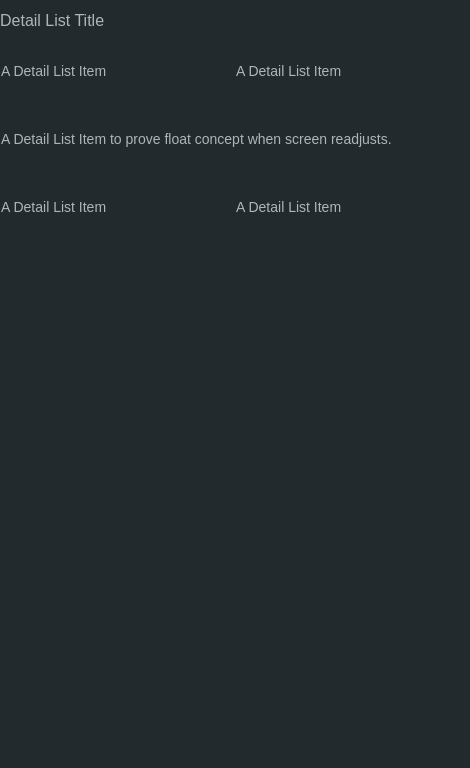 Detail List Title
A Detail List Item
A Detail List Item
A Detail List Item to prove float concept when screen readjusts.
A Detail List Item
A Detail List Item